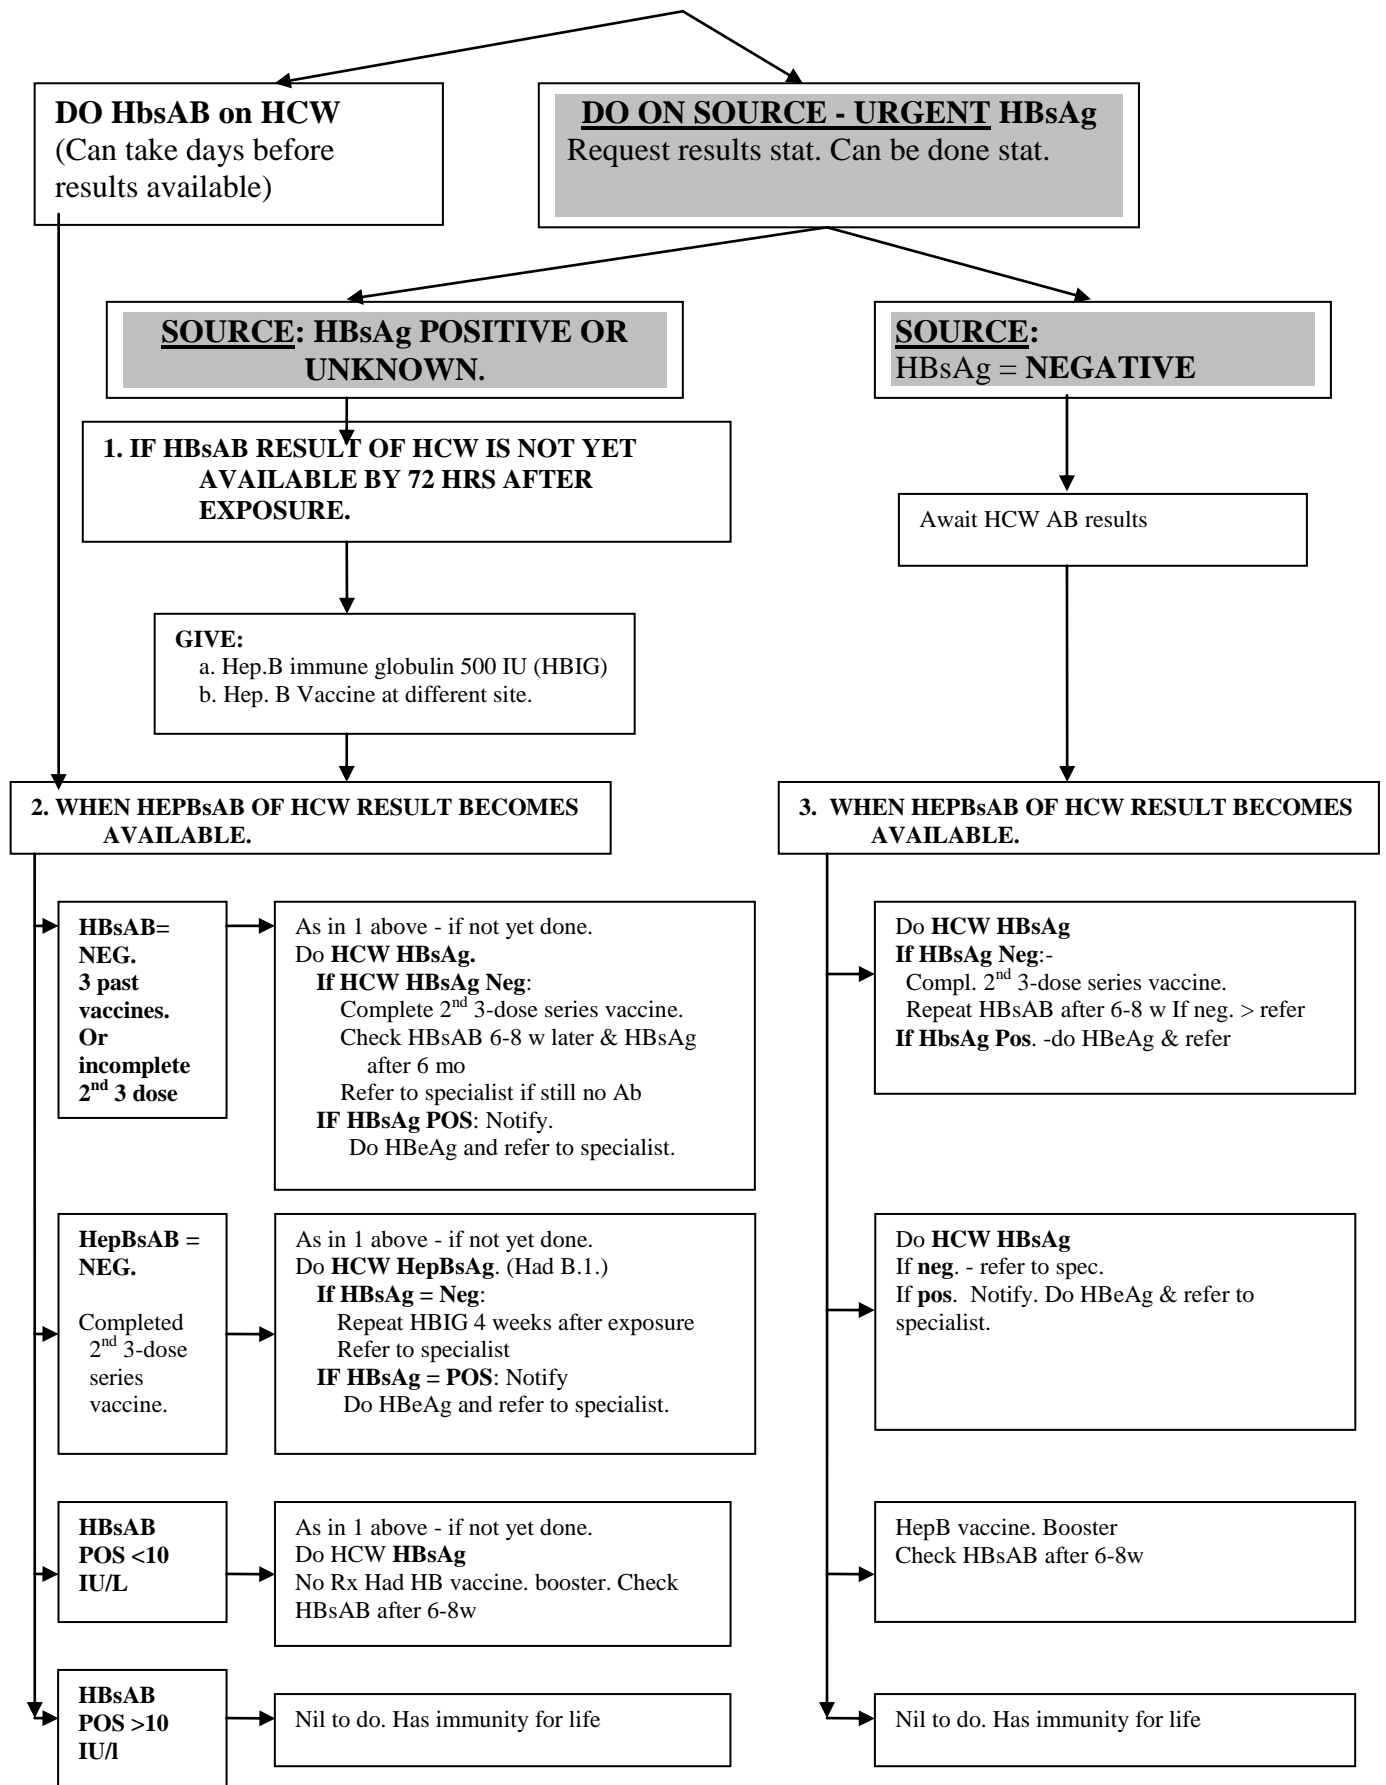 DO HbsAB on HCW
(Can take days before
results available)
DO ON SOURCE - URGENT HBsAg
Request results stat. Can be done stat.
SOURCE: HBsAg POSITIVE OR
UNKNOWN.
SOURCE:
HBsAg = NEGATIVE
1. IF HBsAB RESULT OF HCW IS NOT YET
AVAILABLE BY 72 HRS AFTER
EXPOSURE.
Await HCW AB results
GIVE:
a. Hep.B immune globulin 500 IU (HBIG)
b. Hep. B Vaccine at different site.
2. WHEN HEPBsAB OF HCW RESULT BECOMES
AVAILABLE.
3. WHEN HEPBsAB OF HCW RESULT BECOMES
AVAILABLE.
HBsAB=
NEG.
3 past
vaccines.
Or
incomplete
2nd 3 dose
As in 1 above - if not yet done.
Do HCW HBsAg.
If HCW HBsAg Neg:
Complete 2nd 3-dose series vaccine.
Check HBsAB 6-8 w later & HBsAg
after 6 mo
Refer to specialist if still no Ab
IF HBsAg POS: Notify.
Do HBeAg and refer to specialist.
Do HCW HBsAg
If HBsAg Neg:-
Compl. 2nd 3-dose series vaccine.
Repeat HBsAB after 6-8 w If neg. > refer
If HbsAg Pos. -do HBeAg & refer
HepBsAB =
NEG.
Completed
2nd 3-dose
series
vaccine.
As in 1 above - if not yet done.
Do HCW HepBsAg. (Had B.1.)
If HBsAg = Neg:
Repeat HBIG 4 weeks after exposure
Refer to specialist
IF HBsAg = POS: Notify
Do HBeAg and refer to specialist.
Do HCW HBsAg
If neg. - refer to spec.
If pos. Notify. Do HBeAg & refer to
specialist.
HBsAB
POS <10
IU/L
As in 1 above - if not yet done.
Do HCW HBsAg
No Rx Had HB vaccine. booster. Check
HBsAB after 6-8w
HepB vaccine. Booster
Check HBsAB after 6-8w
HBsAB
POS >10
IU/l
Nil to do. Has immunity for life
Nil to do. Has immunity for life